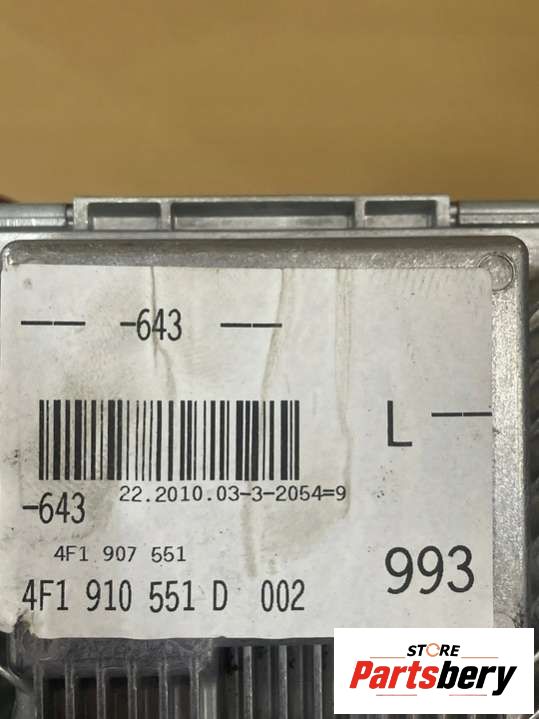 -643
L
22.2010.03-3-2054=9
-643
4F1 907 551
4F1 910 551 D 002
993
STORE
Partsbery